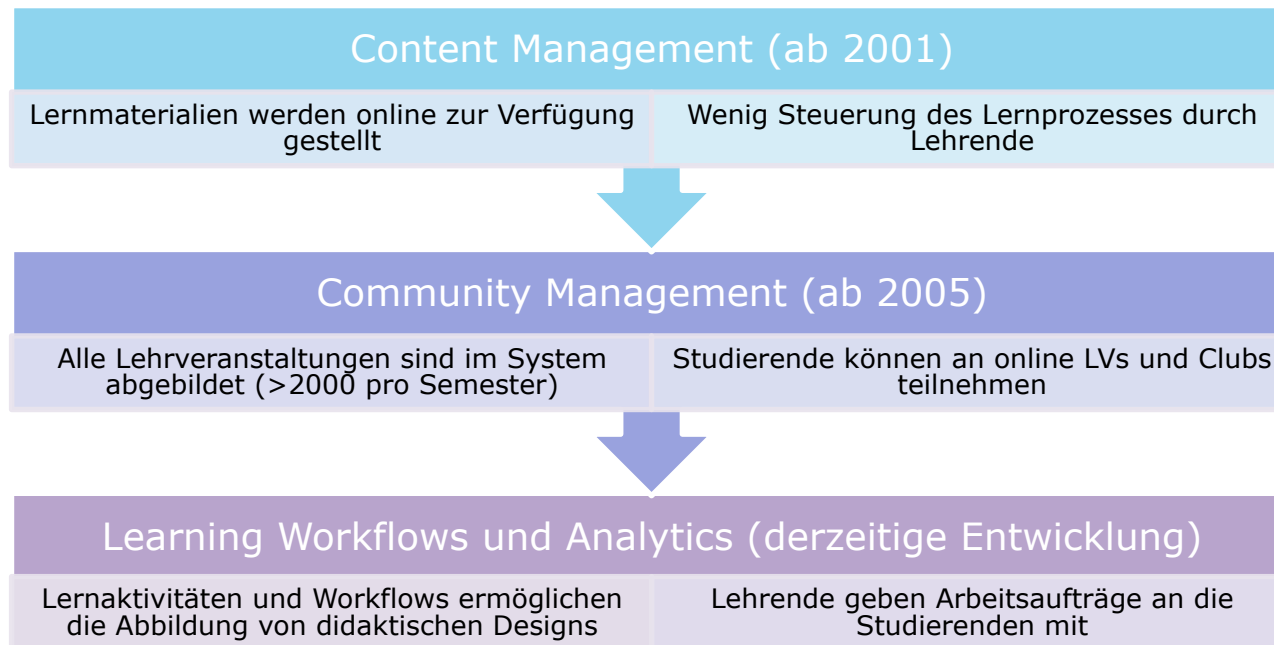 Content Management (ab 2001)
Lernmaterialien werden online zur Verfügung
gestellt
Wenig Steuerung des Lernprozesses durch
Lehrende
Community Management (ab 2005)
Alle Lehrveranstaltungen sind im System
abgebildet (>2000 pro Semester)
Studierende können an online LVs und Clubs
teilnehmen
Learning Workflows und Analytics (derzeitige Entwicklung)
Lernaktivitäten und Workflows ermöglichen
die Abbildung von didaktischen Designs
Lehrende geben Arbeitsaufträge an die
Studierenden mit